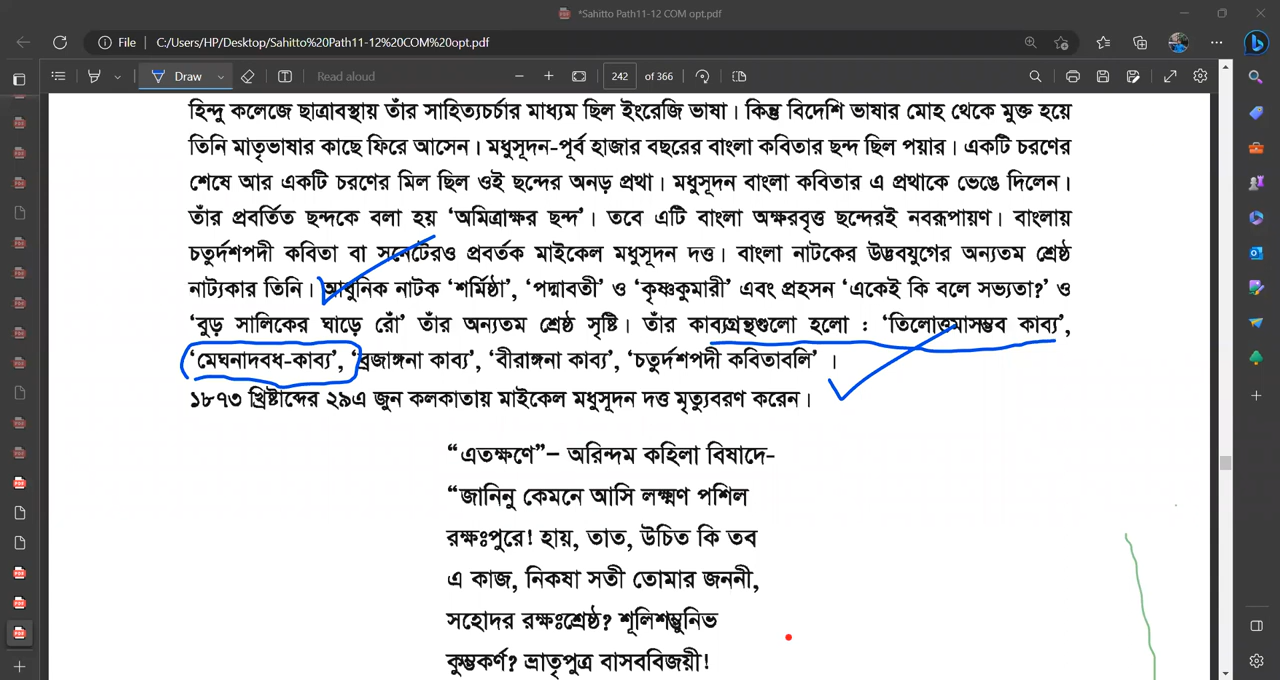 *Sahitto Path11-12 COM opt.pdf
File C:/Users/HP/Desktop/Sahitto%20Path11-12%20COM%20opt.pdf
Draw Read aloud 242 of 366
হিন্দু কলেজে ছাত্রাবস্থায় তাঁর সাহিত্যচর্চার মাধ্যম ছিল ইংরেজি ভাষা। কিন্তু বিদেশি ভাষার মোহ থেকে মুক্ত হয়ে
তিনি মাতৃভাষার কাছে ফিরে আসেন। মধুসূদন-পূর্ব হাজার বছরের বাংলা কবিতার ছন্দ ছিল পয়ার। একটি চরণের
শেষে আর একটি চরণের মিল ছিল ওই ছন্দের অনড় প্রথা। মধুসূদন বাংলা কবিতার এ প্রথাকে ভেঙে দিলেন।
তাঁর প্রবর্তিত ছন্দকে বলা হয় ‘অমিত্রাক্ষর ছন্দ’। তবে এটি বাংলা অক্ষরবৃত্ত ছন্দেরই নবরূপায়ণ। বাংলায়
চতুর্দশপদী কবিতা বা সনেটেরও প্রবর্তক মাইকেল মধুসূদন দত্ত। বাংলা নাটকের উদ্ভবযুগের অন্যতম শ্রেষ্ঠ
নাট্যকার তিনি। আধুনিক নাটক ‘শর্মিষ্ঠা’, ‘পদ্মাবতী’ ও ‘কৃষ্ণকুমারী’ এবং প্রহসন ‘একেই কি বলে সভ্যতা?’ ও
‘বুড় সালিকের ঘাড়ে রোঁ’ তাঁর অন্যতম শ্রেষ্ঠ সৃষ্টি। তাঁর কাব্যগ্রন্থগুলো হলো : ‘তিলোত্তমাসম্ভব কাব্য’,
‘মেঘনাদবধ-কাব্য’, ‘ব্রজাঙ্গনা কাব্য’, ‘বীরাঙ্গনা কাব্য’, ‘চতুর্দশপদী কবিতাবলি’ ।
১৮৭৩ খ্রিষ্টাব্দের ২৯এ জুন কলকাতায় মাইকেল মধুসূদন দত্ত মৃত্যুবরণ করেন।
“এতক্ষণে”– অরিন্দম কহিলা বিষাদে-
“জানিনু কেমনে আসি লক্ষ্মণ পশিল
রক্ষঃপুরে! হায়, তাত, উচিত কি তব
এ কাজ, নিকষা সতী তোমার জননী,
সহোদর রক্ষঃশ্রেষ্ঠ? শূলিশম্ভুনিভ
কুম্ভকর্ণ? ভ্রাতৃপুত্র বাসববিজয়ী!